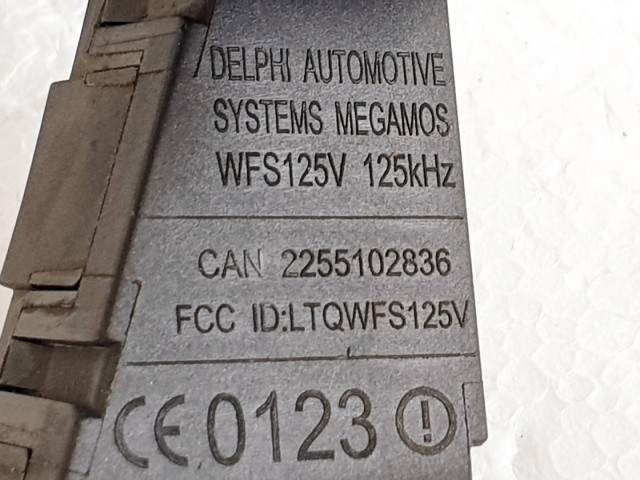 DELPHI AUTOMOTIVE
SYSTEMS MEGAMOS
WFS125V 125kHz
CAN 2255102836
FCC ID:LTQWFS125V
CE0123 !